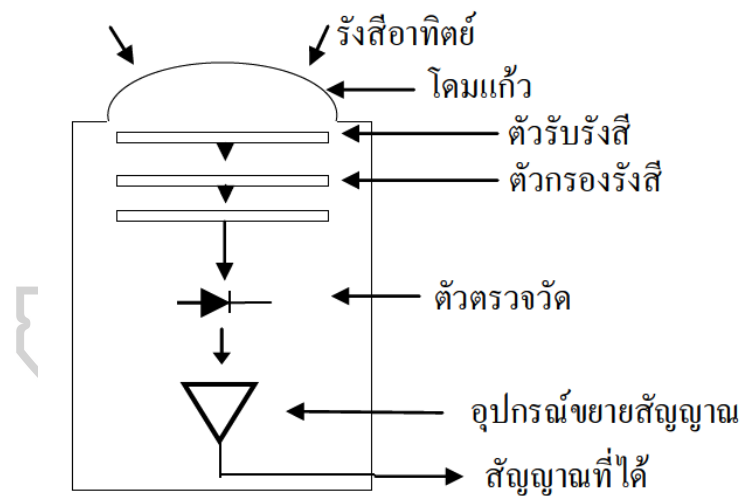 รังสีอาทิตย์
โดมแก้ว
ตัวรับรังสี
ตัวกรองรังสี
ตัวตรวจวัด
อุปกรณ์ขยายสัญญาณ
สัญญาณที่ได้